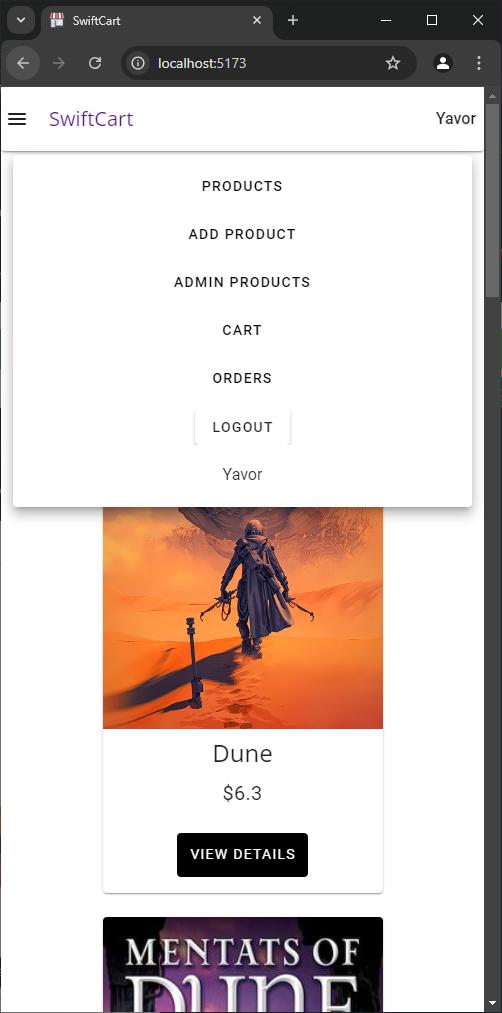 SwiftCart
localhost:5173
SwiftCart
Yavor
PRODUCTS
ADD PRODUCT
ADMIN PRODUCTS
CART
ORDERS
LOGOUT
Yavor
Dune
$6.3
VIEW DETAILS
MENTATS OF
DUNE